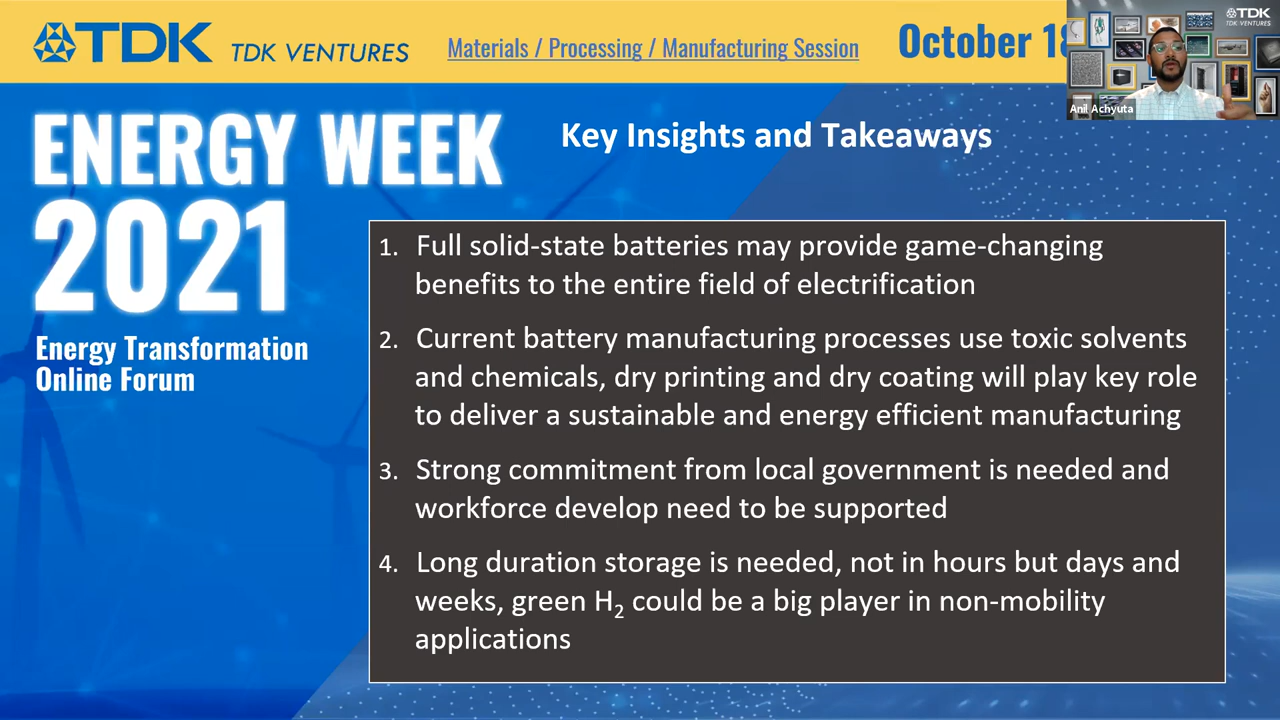 TDK
TDK VENTURES
Materials / Processing / Manufacturing Session
October 18
TDK
Anil Achyuta
ENERGY WEEK
2021
Energy Transformation
Online Forum
Key Insights and Takeaways
1. Full solid-state batteries may provide game-changing
benefits to the entire field of electrification
2. Current battery manufacturing processes use toxic solvents
and chemicals, dry printing and dry coating will play key role
to deliver a sustainable and energy efficient manufacturing
3. Strong commitment from local government is needed and
workforce develop need to be supported
4. Long duration storage is needed, not in hours but days and
weeks, green H₂ could be a big player in non-mobility
applications